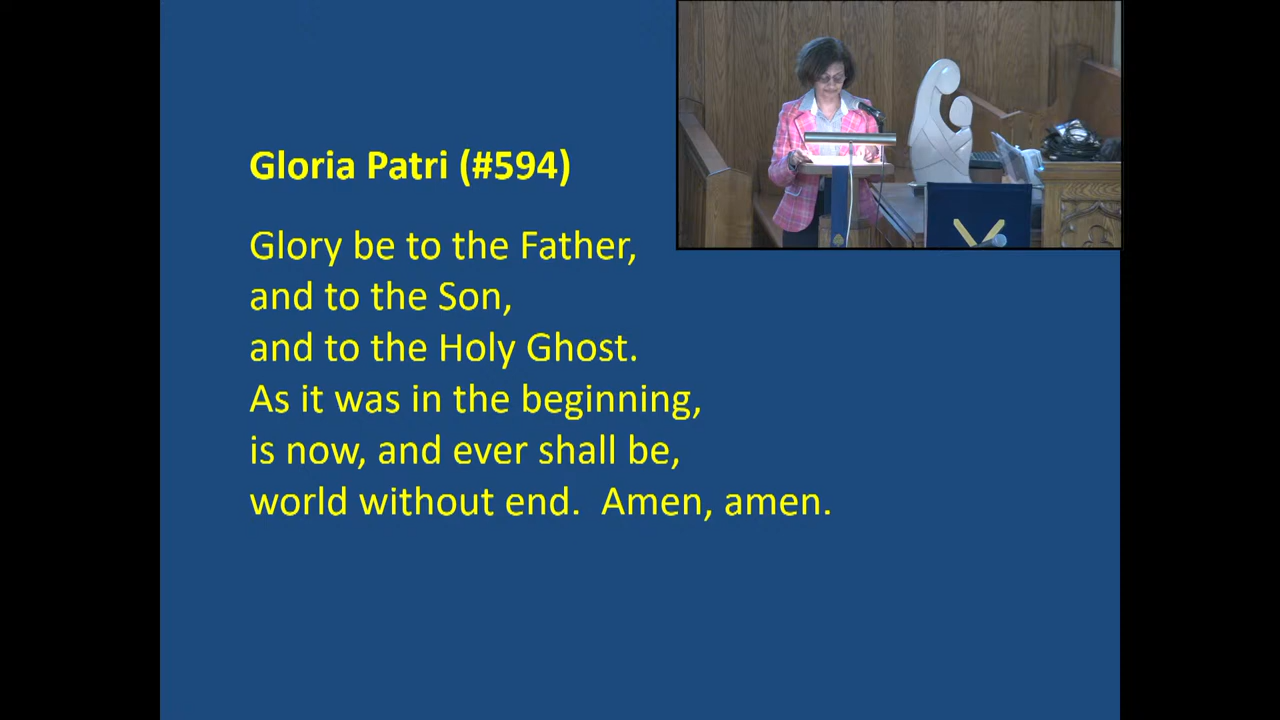 Gloria Patri (#594)
Glory be to the Father,
and to the Son,
and to the Holy Ghost.
As it was in the beginning,
is now, and ever shall be,
world without end.  Amen, amen.